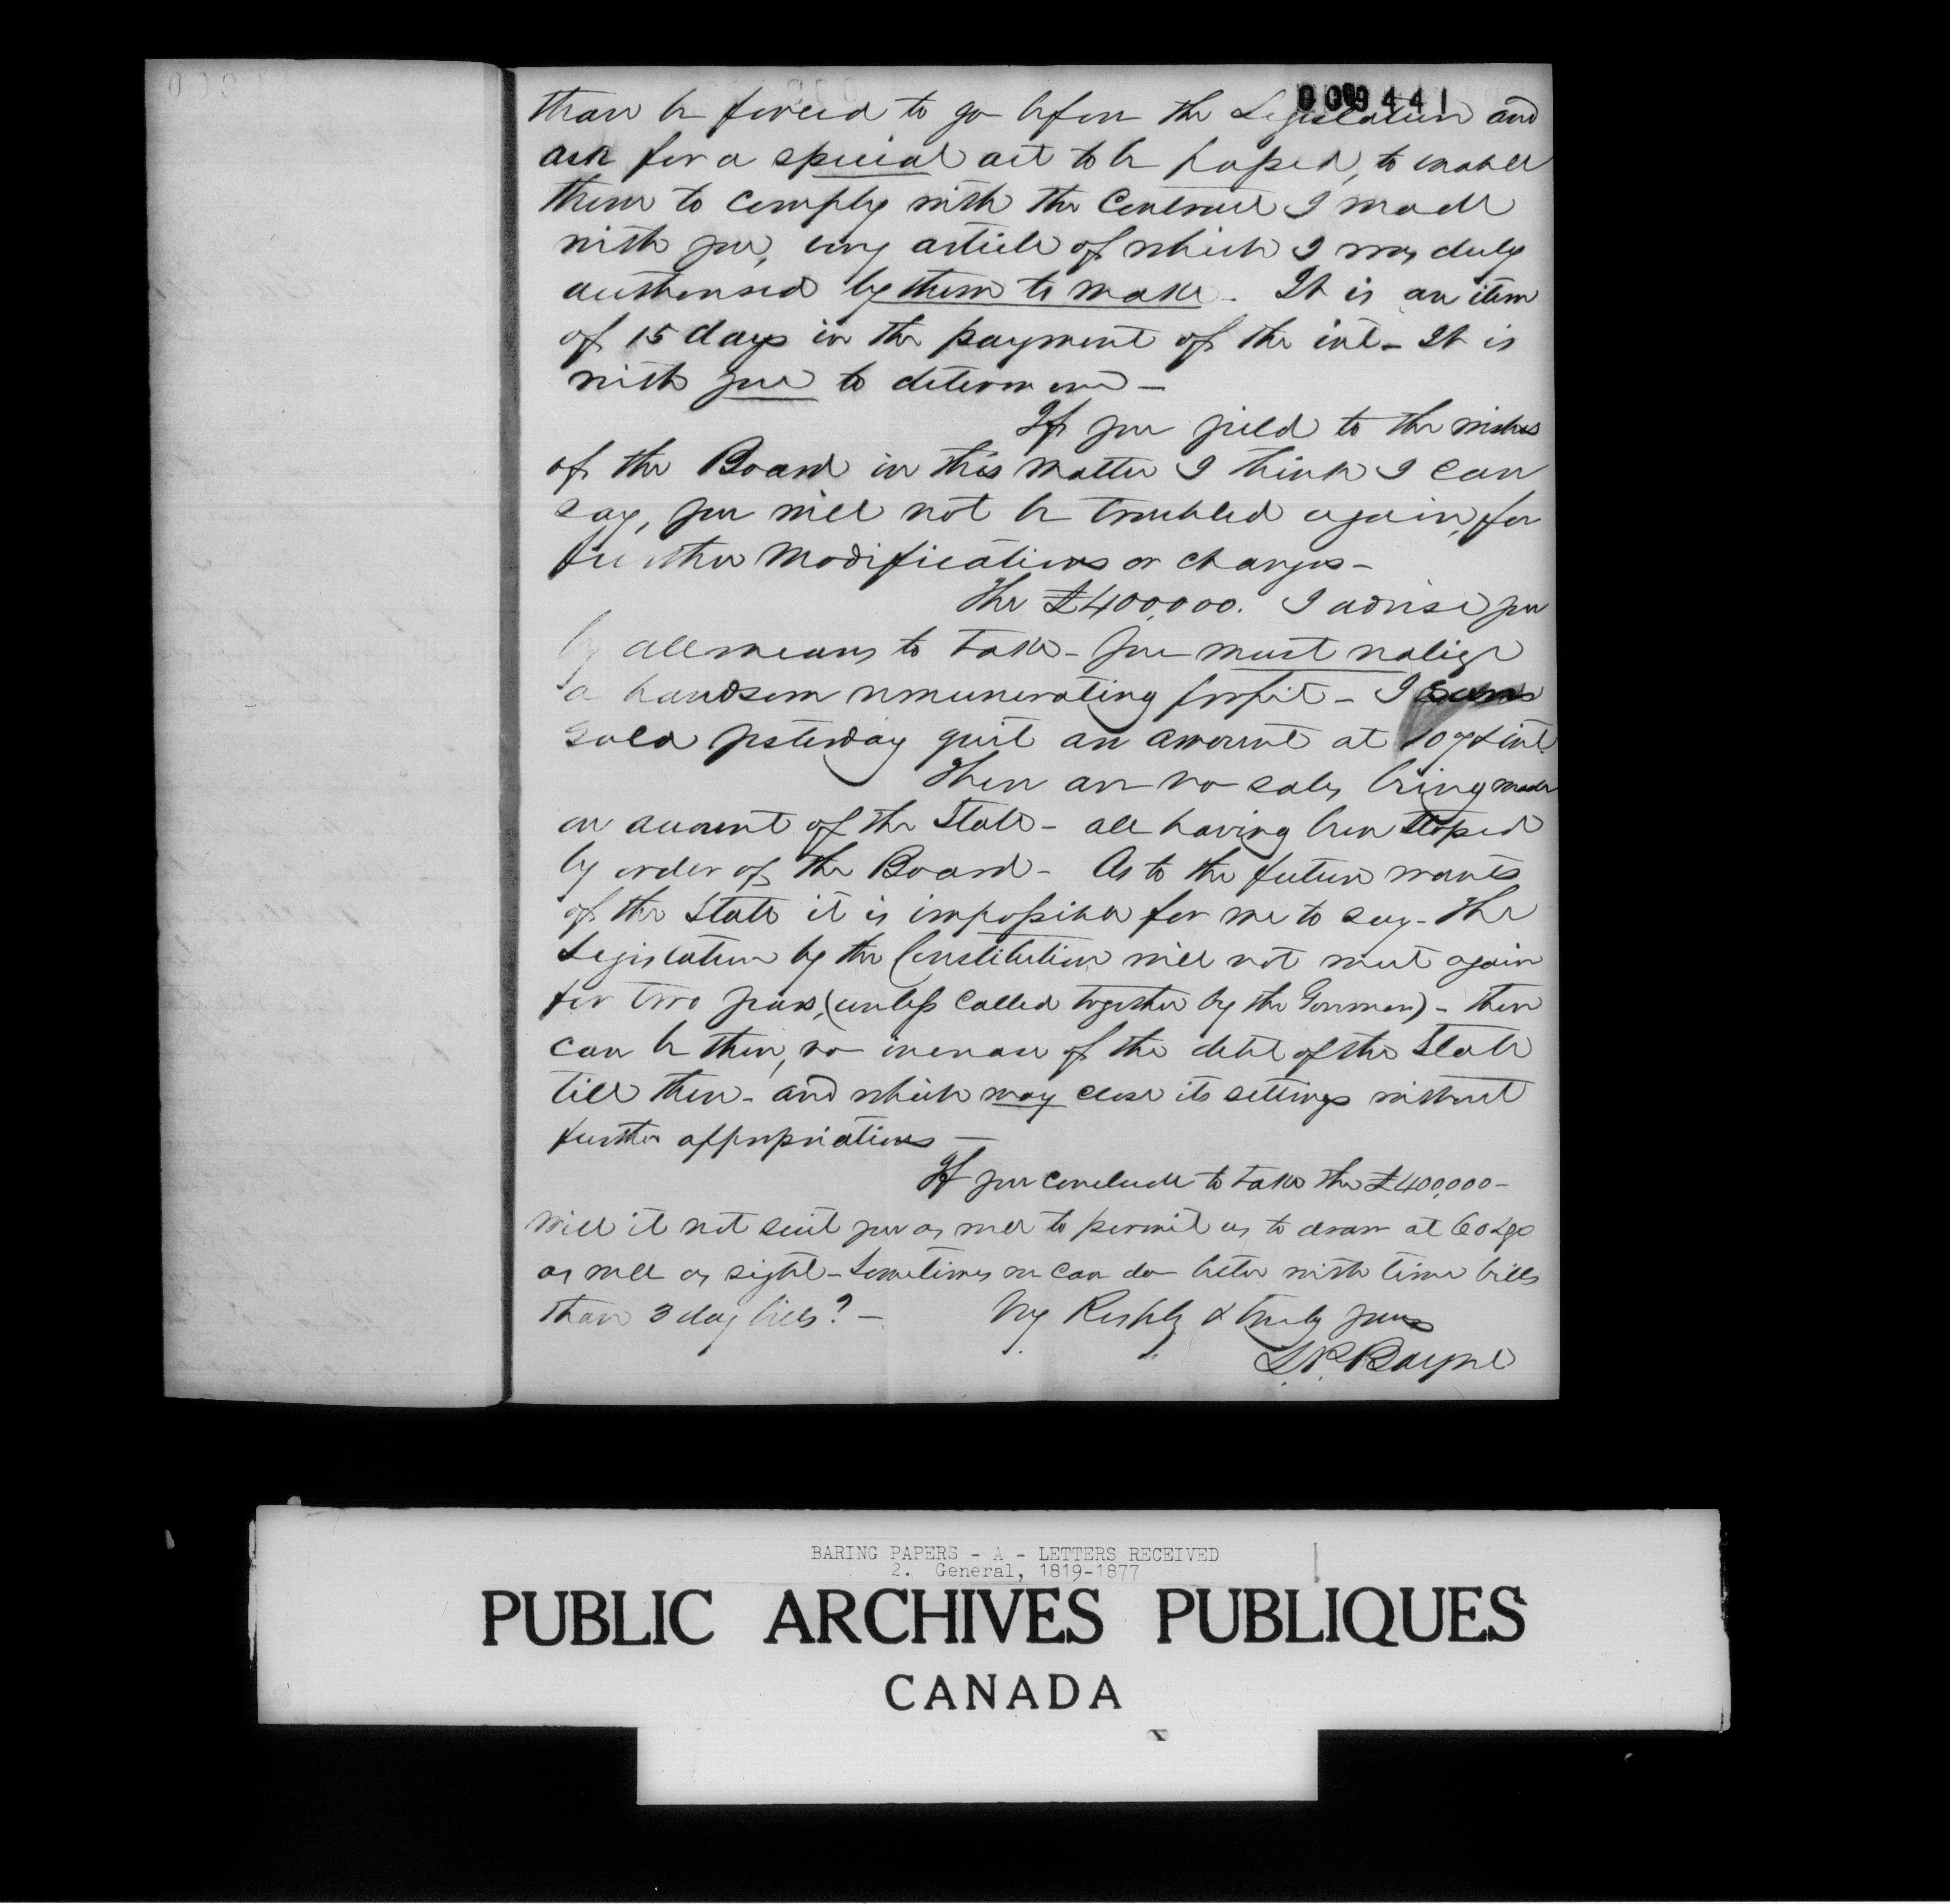 009441
than be forced to go before the Legislature and
ask for a special act to be passed, to enable
them to comply with the Contract I made
with you, every article of which I was duly
authorised by them to make. It is an item
of 15 days in the payment of the int - It is
with you to determine -
If you yield to the wishes
of the Board in this matter I think I can
say, you will not be troubled again, for
further modifications or changes -
The £400,000. I advise you
by all means to take - you must realize
a handsom remunerating profit - I
sold yesterday quit an amount at & int.
There are no sales being made
on account of the State - all having been stoped
by order of the Board - As to the future wants
of the State it is impossible for me to say - The
Legislature by the Constitution will not meet again
for two years, (unless called together by the Governor) - there
can be then, no increase of the debt of the State
till then - and which may close its settings without
further appropriations -
If you conclude to take the £400,000 -
Will it not suit you as well to permit us to draw at 60 dys
as well as sight - Sometimes we can do better with time bills
than 3 day bills? - Vry Respfly & truly yours
Bayne
BARING PAPERS - A - LETTERS RECEIVED
2. General, 1819-1877
PUBLIC ARCHIVES PUBLIQUES
CANADA